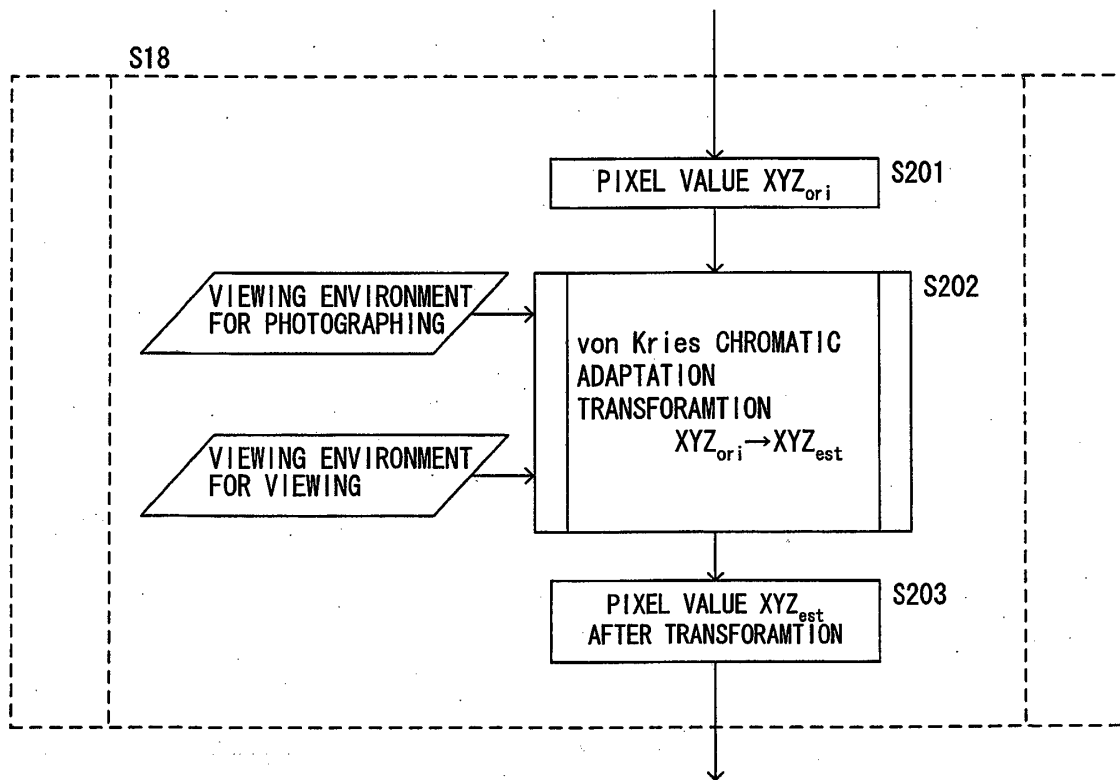 S18
PIXEL VALUE XYZori
S201
VIEWING ENVIRONMENT
FOR PHOTOGRAPHING
S202
von Kries CHROMATIC
ADAPTATION
TRANSFORAMTION
XYZori→XYZest
VIEWING ENVIRONMENT
FOR VIEWING
PIXEL VALUE XYZest
AFTER TRANSFORAMTION
S203